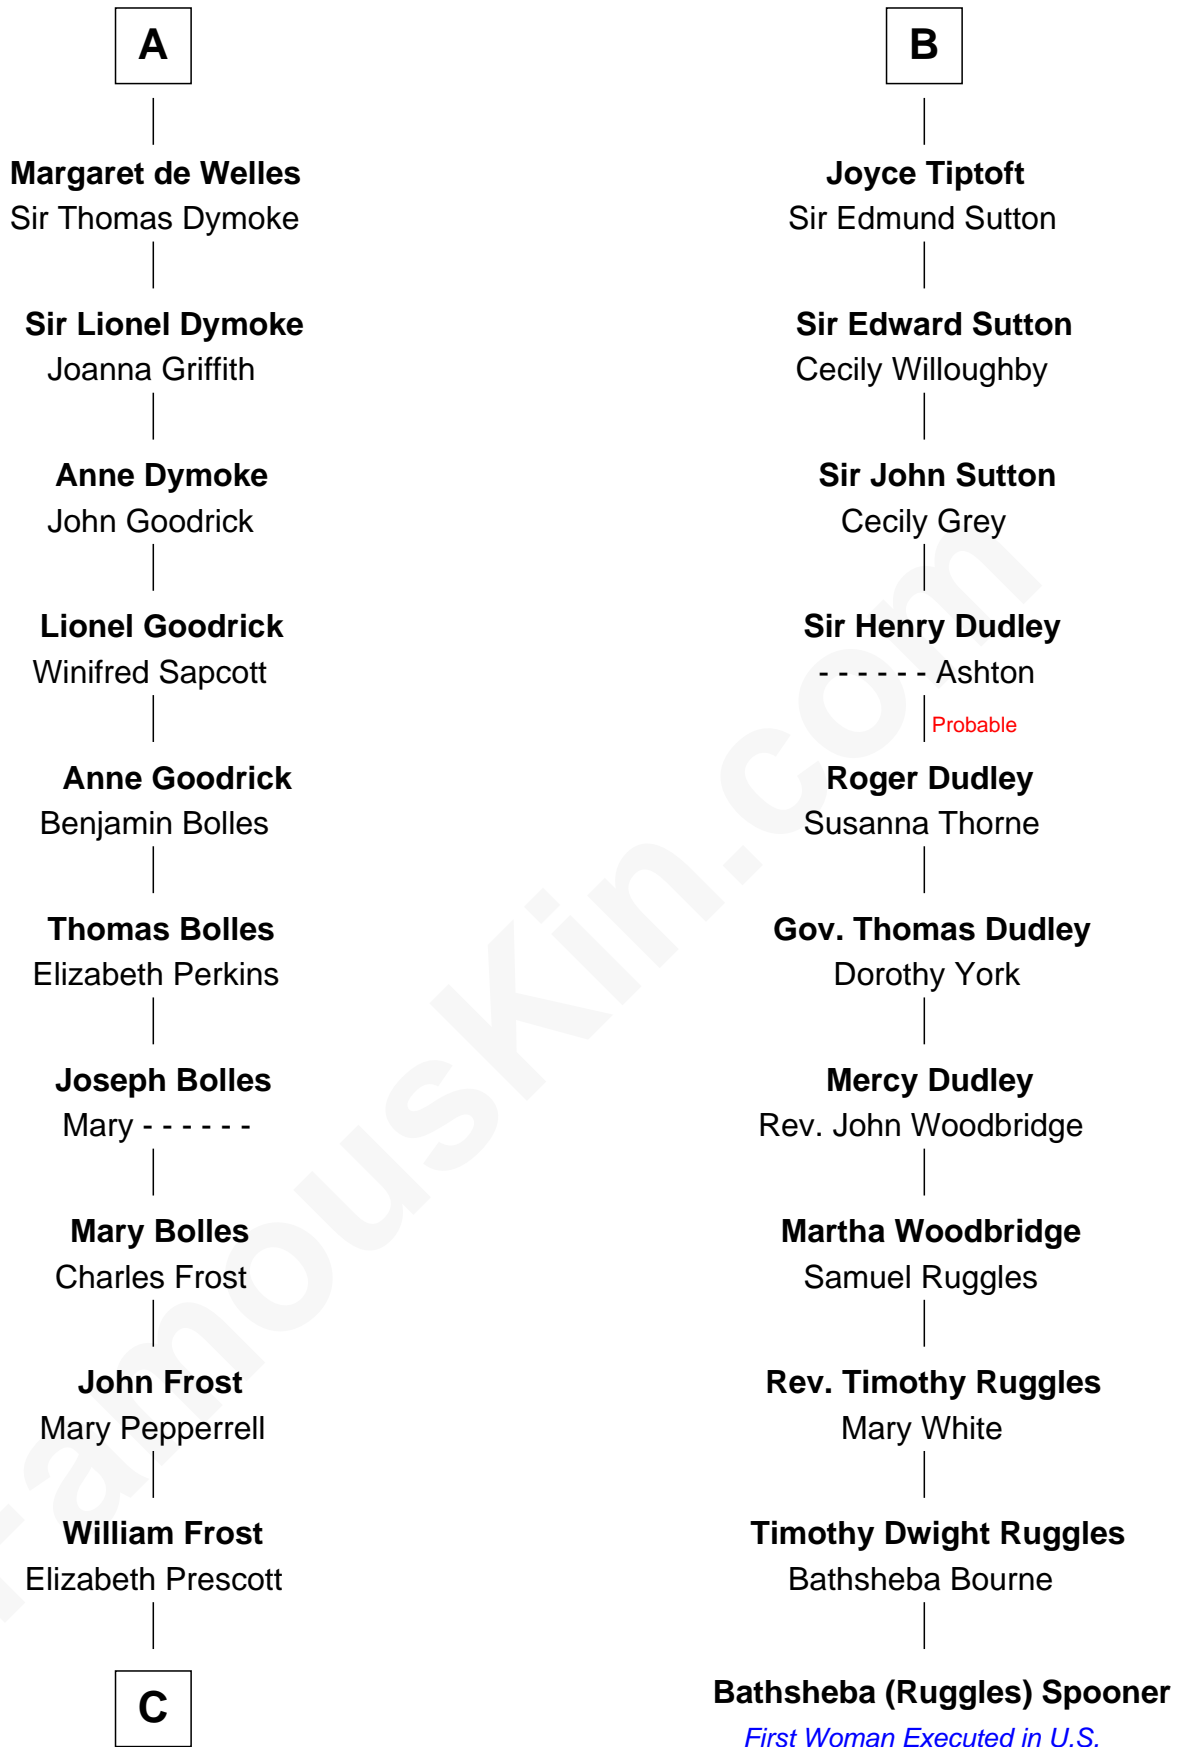 A
Margaret de Welles
Sir Thomas Dymoke
Sir Lionel Dymoke
Joanna Griffith
Anne Dymoke
John Goodrick
Lionel Goodrick
Winifred Sapcott
Anne Goodrick
Benjamin Bolles
Thomas Bolles
Elizabeth Perkins
Joseph Bolles
Mary - - - - - -
Mary Bolles
Charles Frost
John Frost
Mary Pepperrell
William Frost
Elizabeth Prescott
C
B
Joyce Tiptoft
Sir Edmund Sutton
Sir Edward Sutton
Cecily Willoughby
Sir John Sutton
Cecily Grey
Sir Henry Dudley
- - - - - - Ashton
Probable
Roger Dudley
Susanna Thorne
Gov. Thomas Dudley
Dorothy York
Mercy Dudley
Rev. John Woodbridge
Martha Woodbridge
Samuel Ruggles
Rev. Timothy Ruggles
Mary White
Timothy Dwight Ruggles
Bathsheba Bourne
Bathsheba (Ruggles) Spooner
First Woman Executed in U.S.
FamousKin.com